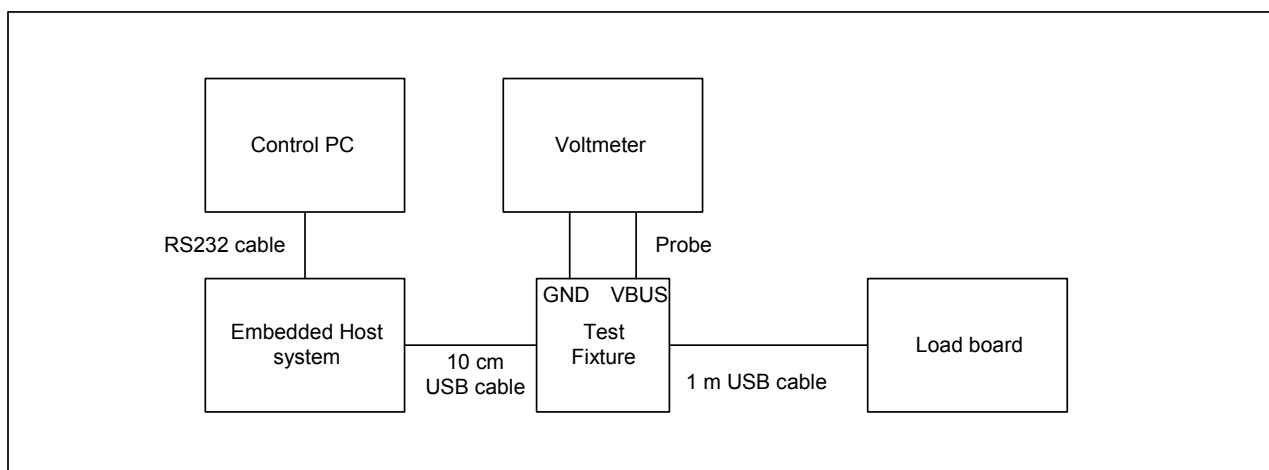 Control PC
Voltmeter
RS232 cable
Probe
GND
VBUS
Embedded Host
system
Test
Fixture
Load board
10 cm
USB cable
1 m USB cable